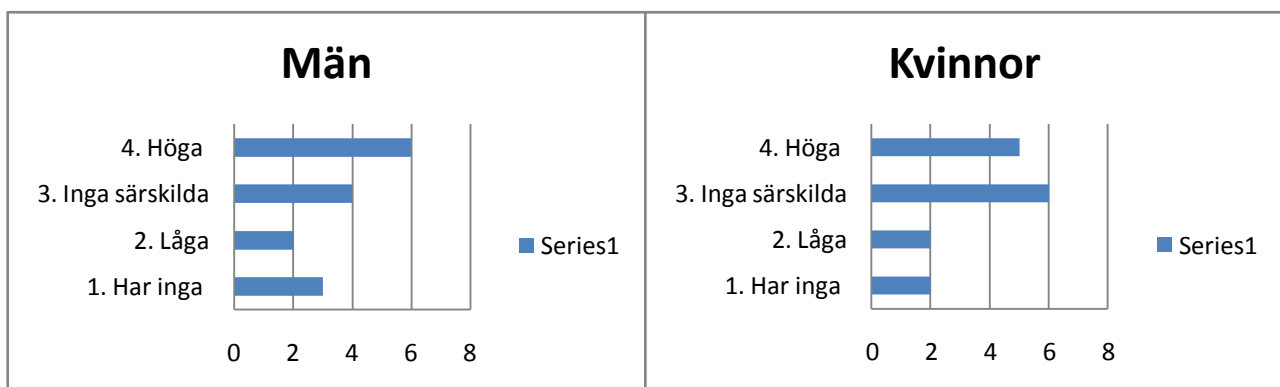 Män
4. Höga
3. Inga särskilda
2. Låga
1. Har inga
Series1
0 2 4 6 8
Kvinnor
4. Höga
3. Inga särskilda
2. Låga
1. Har inga
Series1
0 2 4 6 8